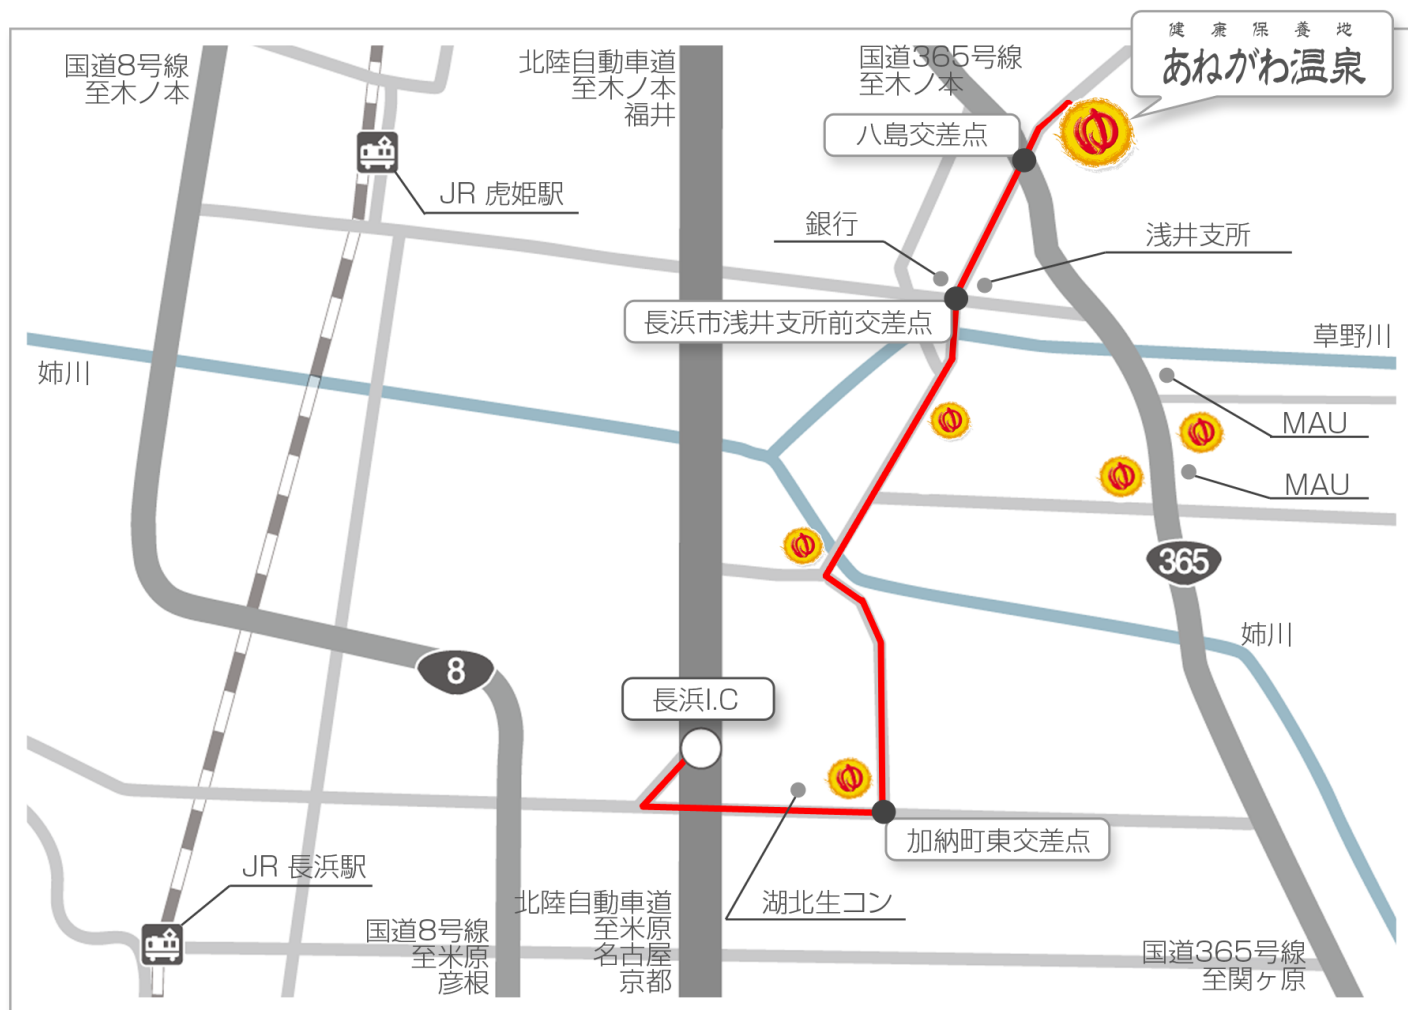 健康保養地
あねがわ温泉
国道8号線
至木ノ本
北陸自動車道
至木ノ本
福井
国道365号線
至木ノ本
八島交差点
JR 虎姫駅
銀行
浅井支所
長浜市浅井支所前交差点
草野川
姉川
MAU
MAU
365
姉川
8
長浜I.C
加納町東交差点
JR 長浜駅
湖北生コン
国道8号線
至米原
彦根
北陸自動車道
至米原
名古屋
京都
国道365号線
至関ヶ原
ゆ
ゆ
ゆ
ゆ
ゆ
ゆ